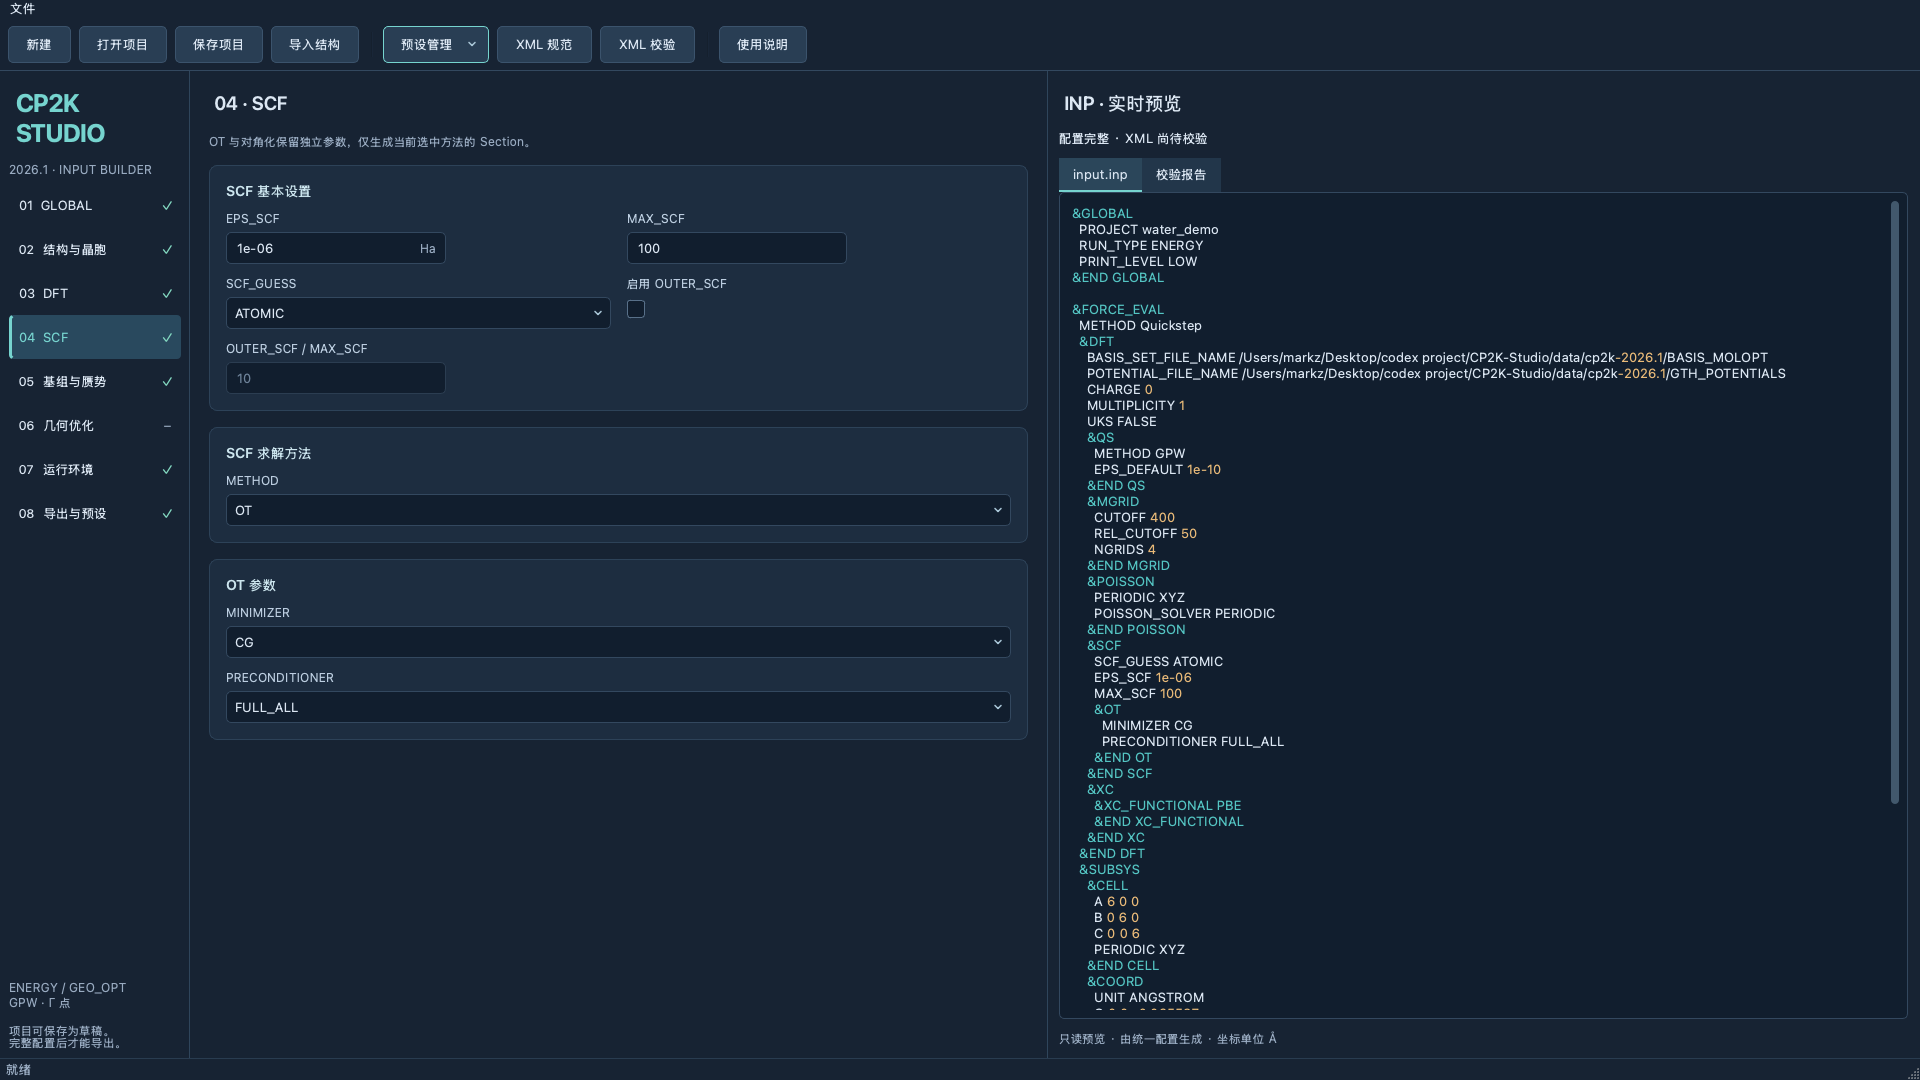 文件
新建
打开项目
保存项目
导入结构
预设管理
XML 规范
XML 校验
使用说明
CP2K
STUDIO
2026.1 · INPUT BUILDER
01 GLOBAL
02 结构与晶胞
03 DFT
04 SCF
05 基组与赝势
06 几何优化
07 运行环境
08 导出与预设
ENERGY / GEO_OPT
GPW · Γ 点
项目可保存为草稿。
完整配置后才能导出。
就绪
04 · SCF
OT 与对角化保留独立参数，仅生成当前选中方法的 Section。
SCF 基本设置
EPS_SCF
1e-06 Ha
MAX_SCF
100
SCF_GUESS
ATOMIC
启用 OUTER_SCF
OUTER_SCF / MAX_SCF
10
SCF 求解方法
METHOD
OT
OT 参数
MINIMIZER
CG
PRECONDITIONER
FULL_ALL
INP · 实时预览
配置完整 · XML 尚待校验
input.inp
校验报告
&GLOBAL
PROJECT water_demo
RUN_TYPE ENERGY
PRINT_LEVEL LOW
&END GLOBAL
&FORCE_EVAL
METHOD Quickstep
&DFT
BASIS_SET_FILE_NAME /Users/markz/Desktop/codex project/CP2K-Studio/data/cp2k-2026.1/BASIS_MOLOPT
POTENTIAL_FILE_NAME /Users/markz/Desktop/codex project/CP2K-Studio/data/cp2k-2026.1/GTH_POTENTIALS
CHARGE 0
MULTIPLICITY 1
UKS FALSE
&QS
METHOD GPW
EPS_DEFAULT 1e-10
&END QS
&MGRID
CUTOFF 400
REL_CUTOFF 50
NGRIDS 4
&END MGRID
&POISSON
PERIODIC XYZ
POISSON_SOLVER PERIODIC
&END POISSON
&SCF
SCF_GUESS ATOMIC
EPS_SCF 1e-06
MAX_SCF 100
&OT
MINIMIZER CG
PRECONDITIONER FULL_ALL
&END OT
&END SCF
&XC
&XC_FUNCTIONAL PBE
&END XC_FUNCTIONAL
&END XC
&END DFT
&SUBSYS
&CELL
A 6 0 0
B 0 6 0
C 0 0 6
PERIODIC XYZ
&END CELL
&COORD
UNIT ANGSTROM
只读预览 · 由统一配置生成 · 坐标单位 Å